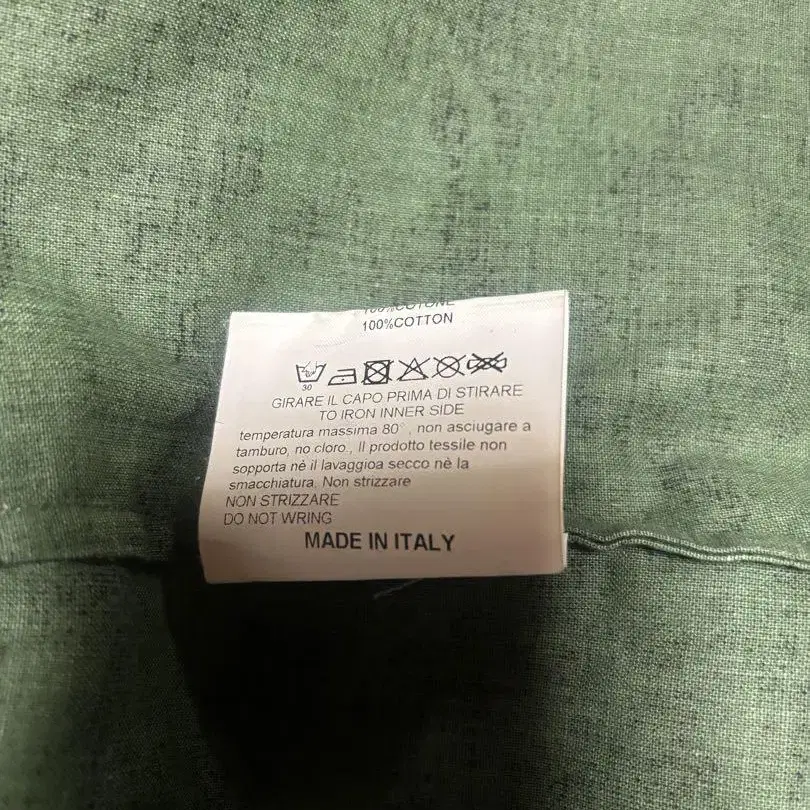 100%COTONE
100%COTTON
30
GIRARE IL CAPO PRIMA DI STIRARE
TO IRON INNER SIDE
temperatura massima 80° , non asciugare a
tamburo, no cloro., Il prodotto tessile non
sopporta nè il lavaggioa secco nè la
smacchiatura, Non strizzare
NON STRIZZARE
DO NOT WRING
MADE IN ITALY